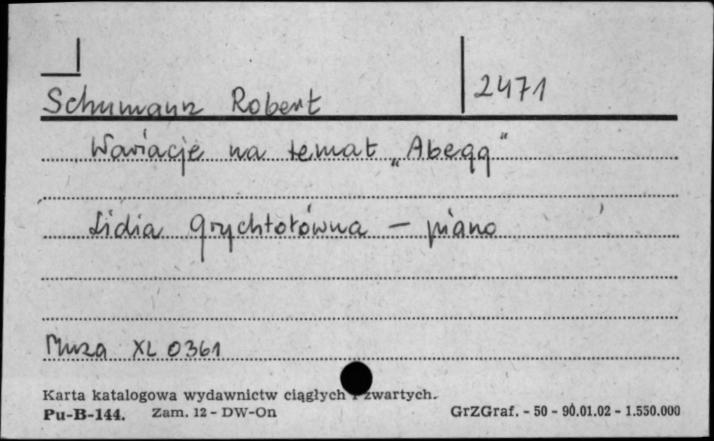 Schumann Robert
2471
Wariacje na temat „Abegg"
Lidia Grychtołówna – piano
Muza XL 0361
Karta katalogowa wydawnictw ciągłych i zwartych.
Pu-B-144. Zam. 12 - DW-On GrZGraf. - 50 - 90.01.02 - 1.550.000